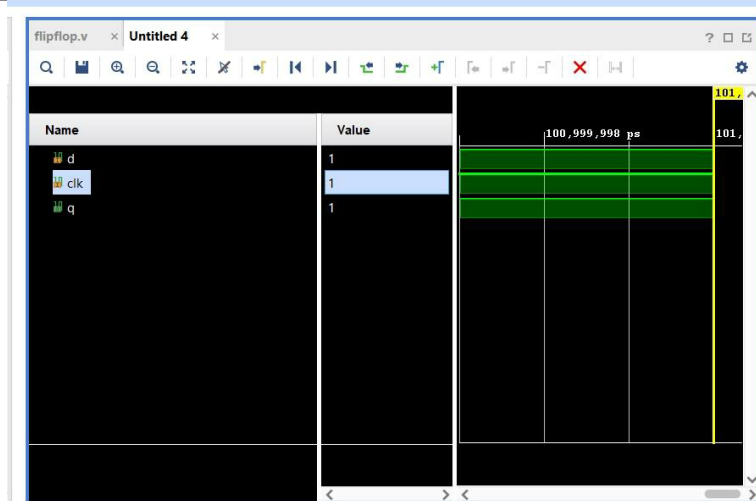 flipflop.v × Untitled 4 ×
?
101,
Name Value
100,999,998 ps 101,
d 1
clk 1
q 1